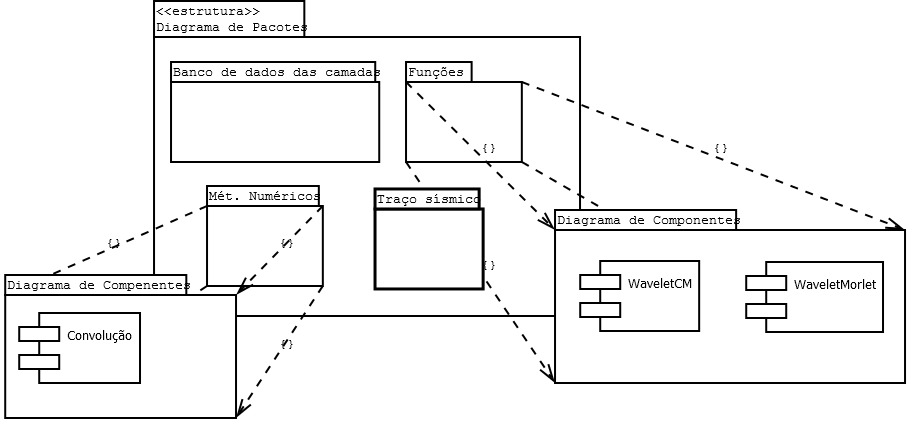 <<estrutura>>
Diagrama de Pacotes
Banco de dados das camadas
Funções
{}
{}
Mét. Numéricos
Traço sísmico
Diagrama de Componentes
{,}
{/}
{}
Diagrama de Compenentes
WaveletCM
WaveletMorlet
Convolução
{}